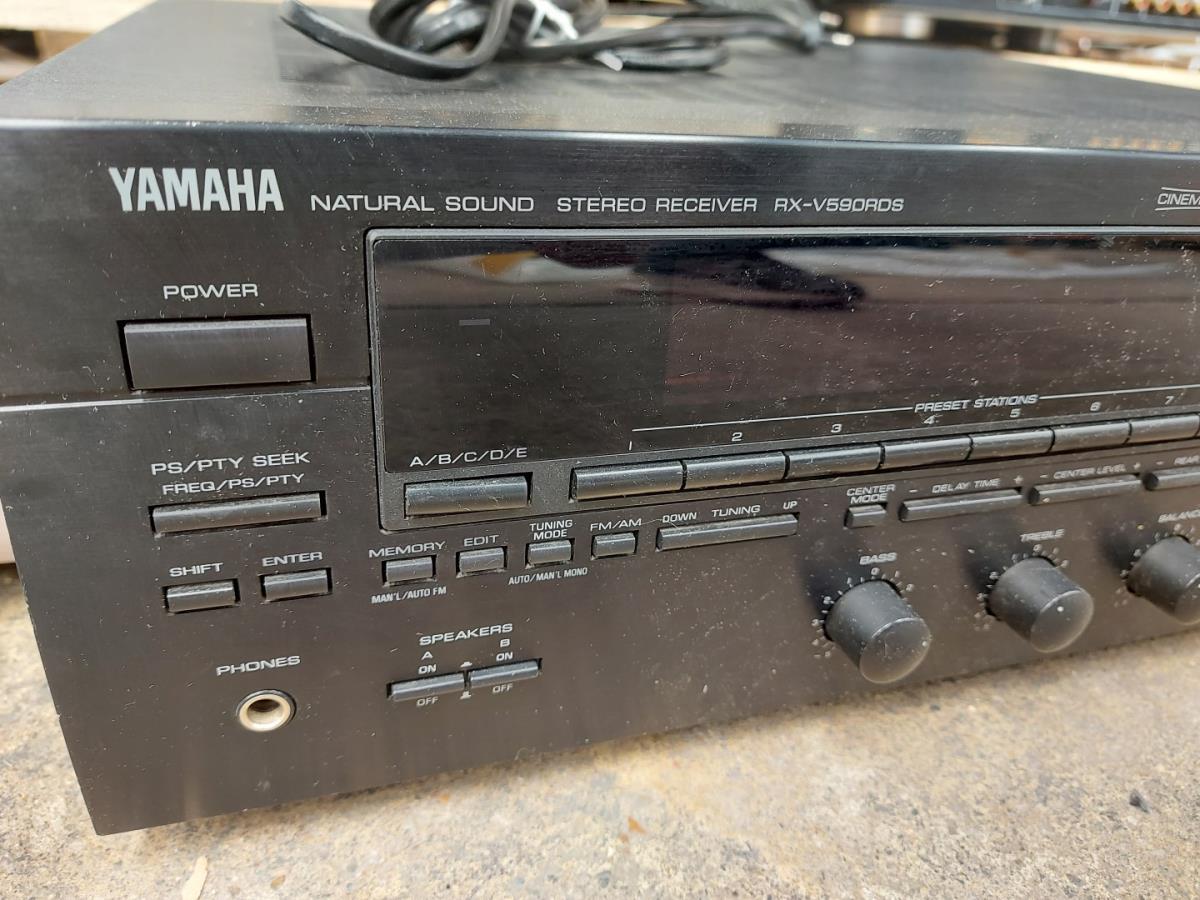 YAMAHA NATURAL SOUND STEREO RECEIVER RX-V590RDS
POWER
PRESET STATIONS
1 2 3 4 5 6 7
A/B/C/D/E
PS/PTY SEEK
FREQ/PS/PTY
CENTER MODE
- DELAY TIME +
- CENTER LEVEL +
- REAR
MEMORY
MAN'L/AUTO FM
EDIT
TUNING
MODE
AUTO/MAN'L MONO
FM/AM
DOWN TUNING UP
SHIFT
ENTER
BASS
TREBLE
SPEAKERS
A B
ON ON
OFF OFF
PHONES